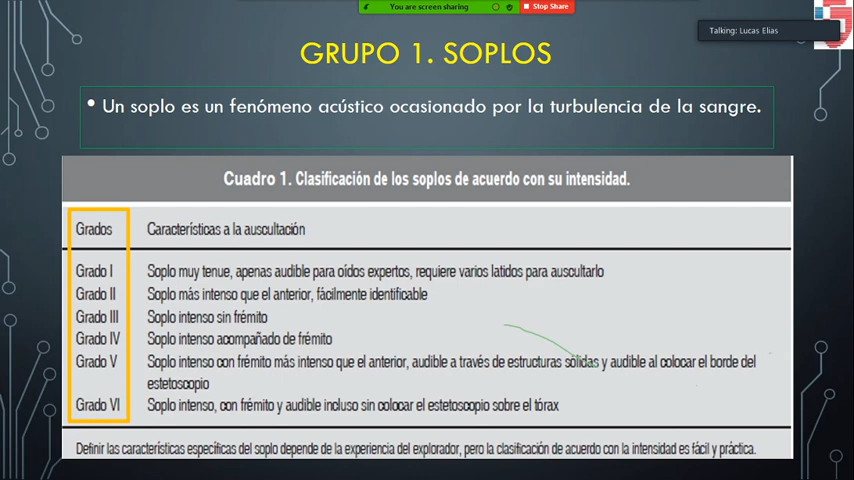 You are screen sharing
Stop Share
Talking: Lucas Elias
GRUPO 1. SOPLOS
• Un soplo es un fenómeno acústico ocasionado por la turbulencia de la sangre.
Cuadro 1. Clasificación de los soplos de acuerdo con su intensidad.
Grados Características a la auscultación
Grado I Soplo muy tenue, apenas audible para oídos expertos, requiere varios latidos para auscultarlo
Grado II Soplo más intenso que el anterior, fácilmente identificable
Grado III Soplo intenso sin frémito
Grado IV Soplo intenso acompañado de frémito
Grado V Soplo intenso con frémito más intenso que el anterior, audible a través de estructuras sólidas y audible al colocar el borde del
estetoscopio
Grado VI Soplo intenso, con frémito y audible incluso sin colocar el estetoscopio sobre el tórax
Definir las características específicas del soplo depende de la experiencia del explorador, pero la clasificación de acuerdo con la intensidad es fácil y práctica.